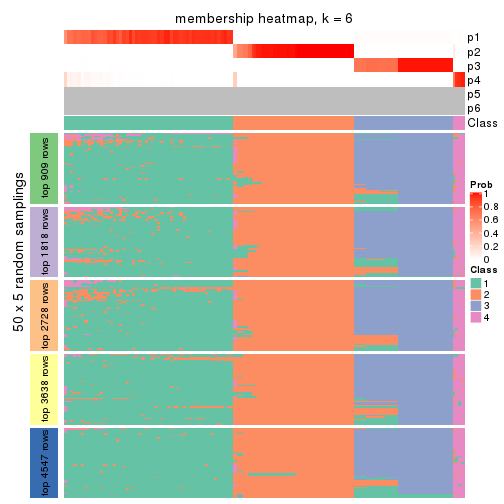 membership heatmap, k = 6
p1
p2
p3
p4
p5
p6
Class
50 x 5 random samplings
top 909 rows
top 1818 rows
top 2728 rows
top 3638 rows
top 4547 rows
Prob
1
0.8
0.6
0.4
0.2
0
Class
1
2
3
4